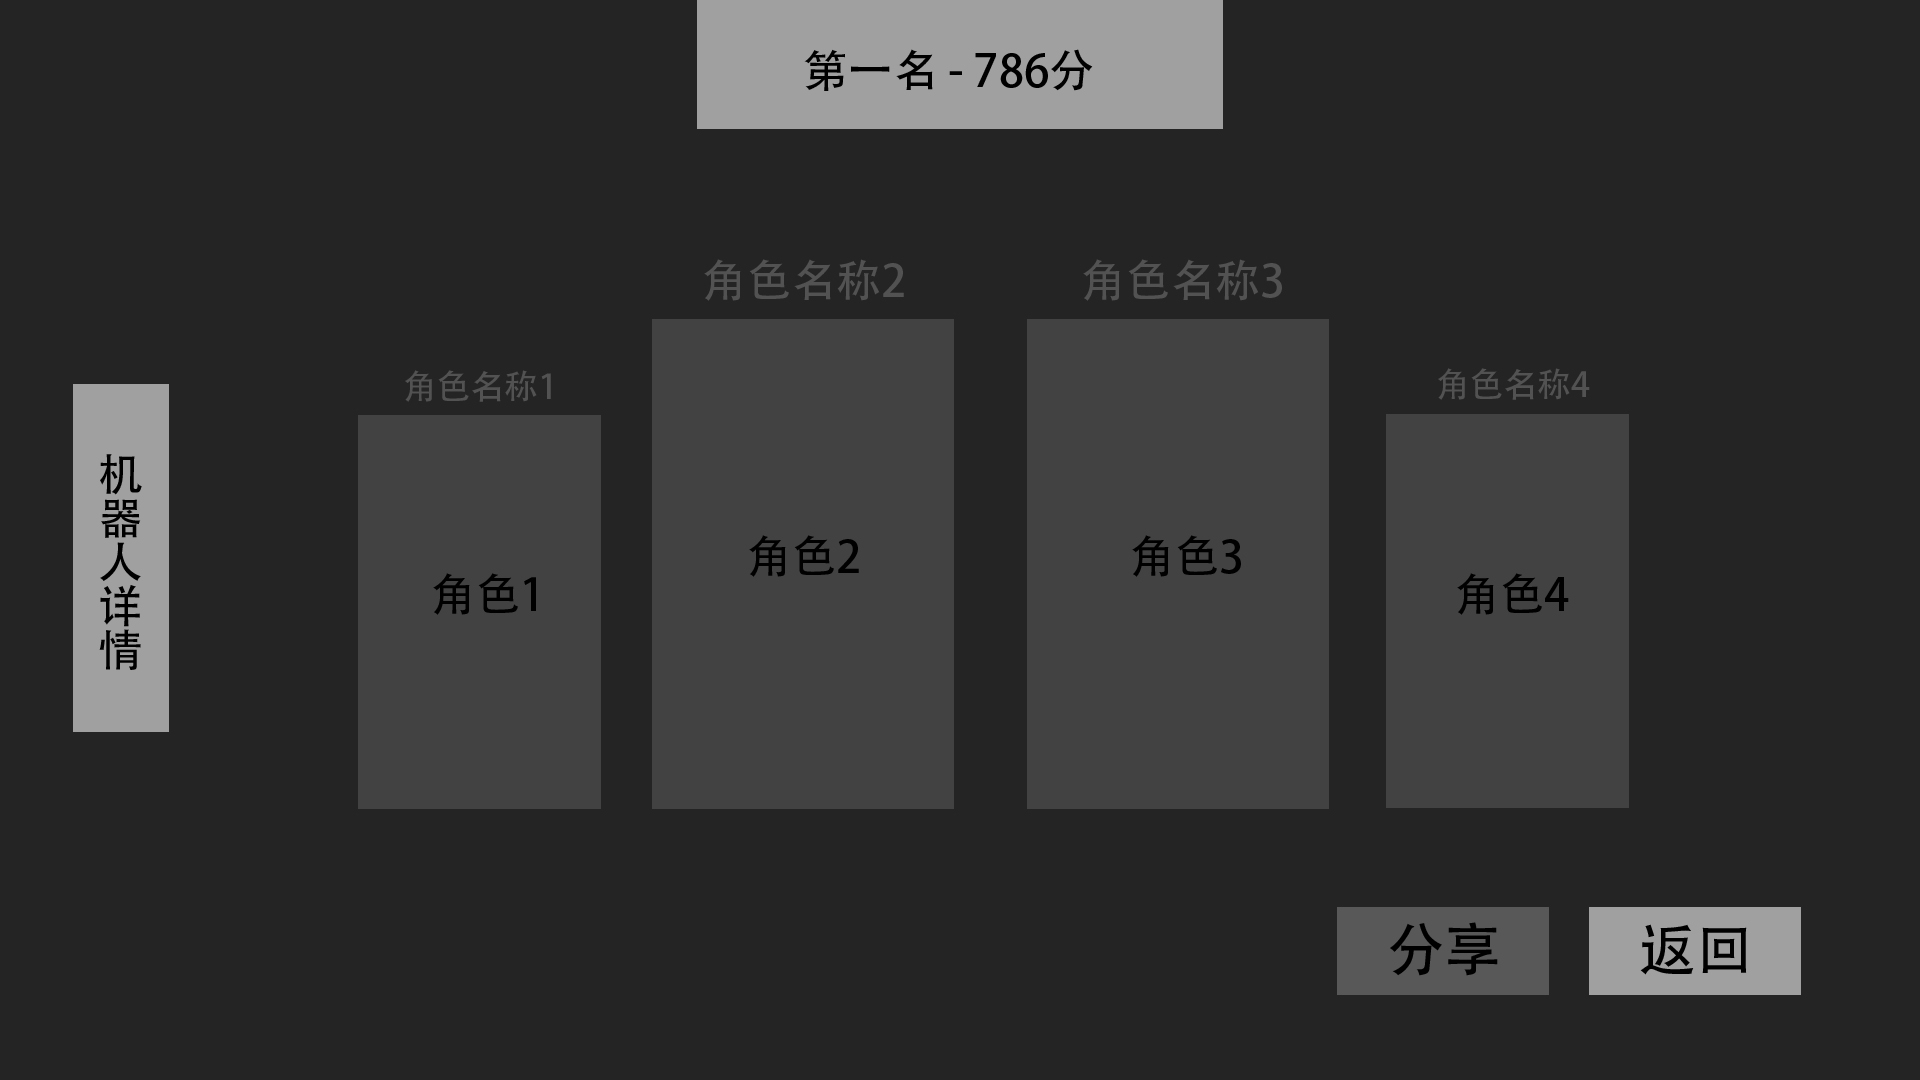 第一名 - 786分
角色名称1
角色名称2
角色名称3
角色名称4
机器人详情
角色1
角色2
角色3
角色4
分享
返回